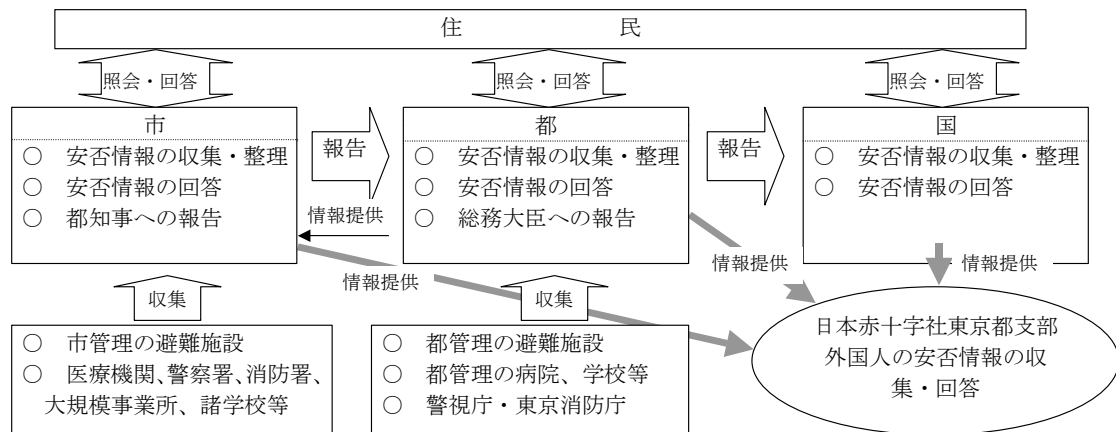 住　　　　　民
照会・回答
照会・回答
照会・回答
市
○　安否情報の収集・整理
○　安否情報の回答
○　都知事への報告
報告
都
○　安否情報の収集・整理
○　安否情報の回答
○　総務大臣への報告
報告
国
○　安否情報の収集・整理
○　安否情報の回答
情報提供
情報提供
情報提供
情報提供
収集
収集
○　市管理の避難施設
○　医療機関、警察署、消防署、
大規模事業所、諸学校等
○　都管理の避難施設
○　都管理の病院、学校等
○　警視庁・東京消防庁
日本赤十字社東京都支部
外国人の安否情報の収
集・回答